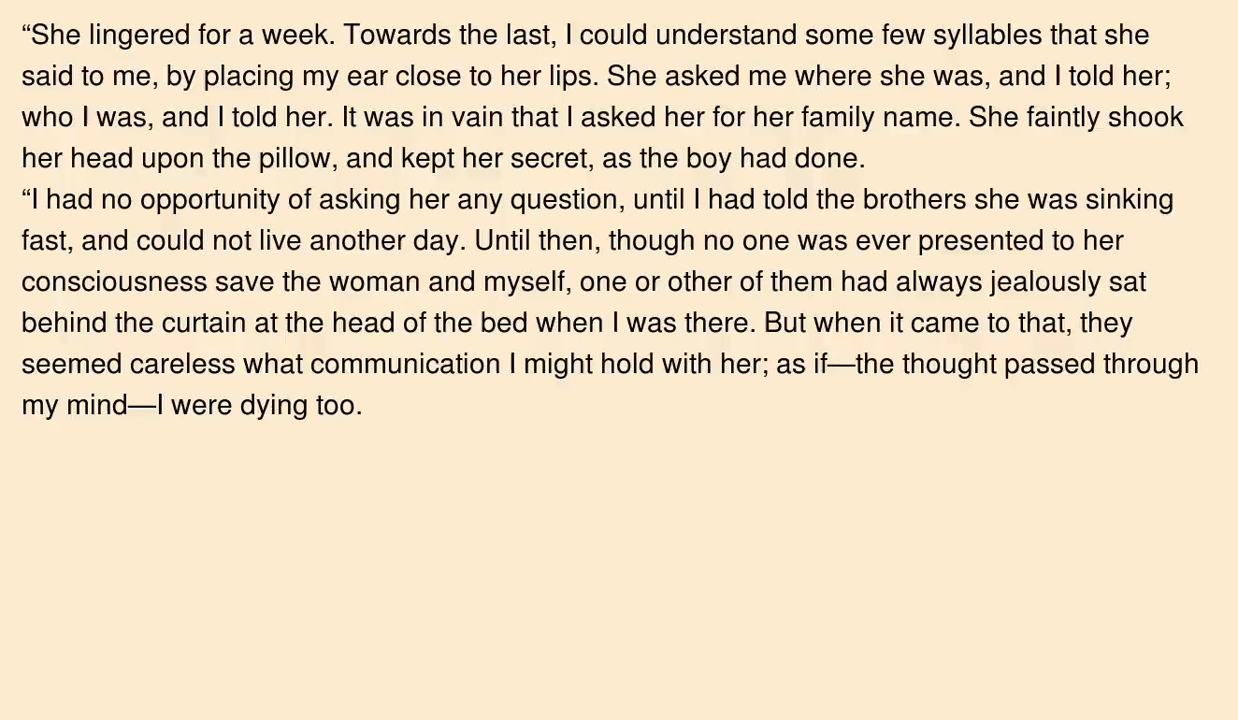 “She lingered for a week. Towards the last, I could understand some few syllables that she
said to me, by placing my ear close to her lips. She asked me where she was, and I told her;
who I was, and I told her. It was in vain that I asked her for her family name. She faintly shook
her head upon the pillow, and kept her secret, as the boy had done.
“I had no opportunity of asking her any question, until I had told the brothers she was sinking
fast, and could not live another day. Until then, though no one was ever presented to her
consciousness save the woman and myself, one or other of them had always jealously sat
behind the curtain at the head of the bed when I was there. But when it came to that, they
seemed careless what communication I might hold with her; as if—the thought passed through
my mind—I were dying too.